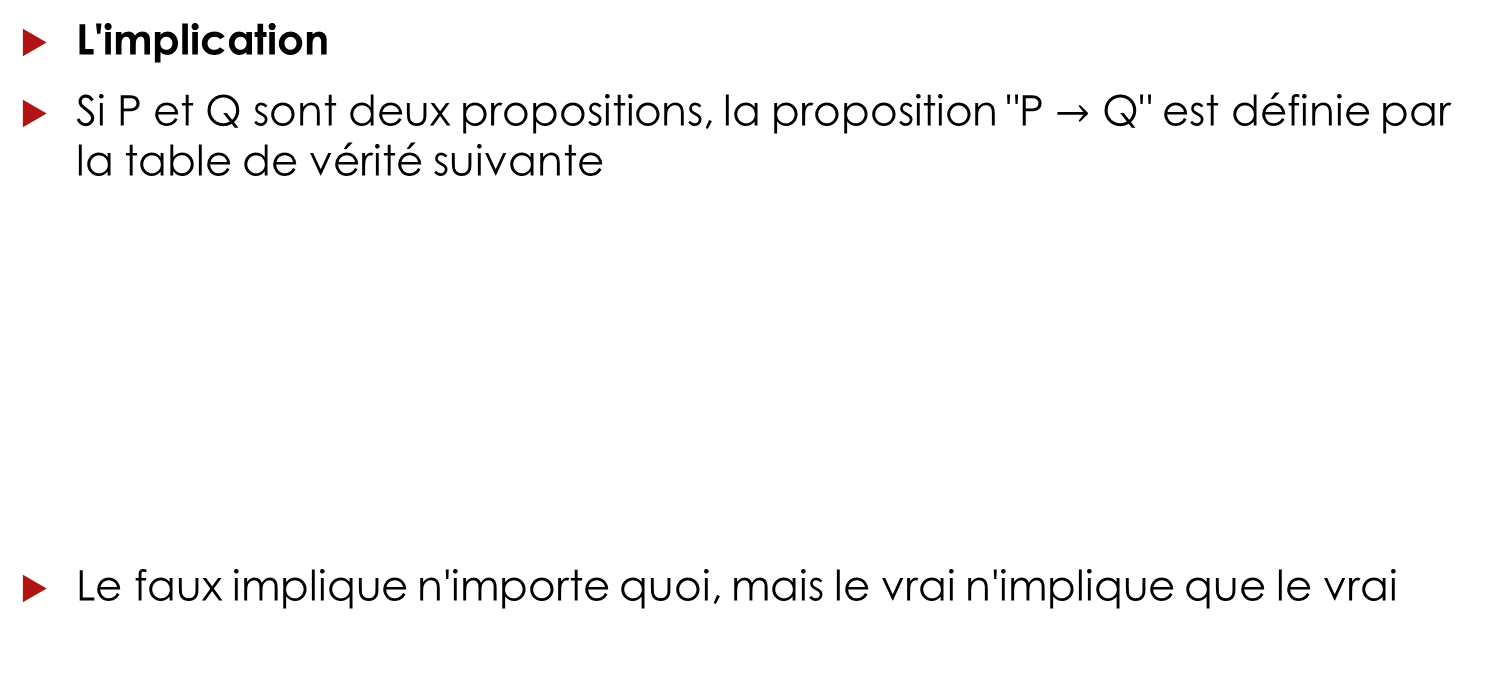 L'implication
Si P et Q sont deux propositions, la proposition "P → Q" est définie par
la table de vérité suivante
Le faux implique n'importe quoi, mais le vrai n'implique que le vrai